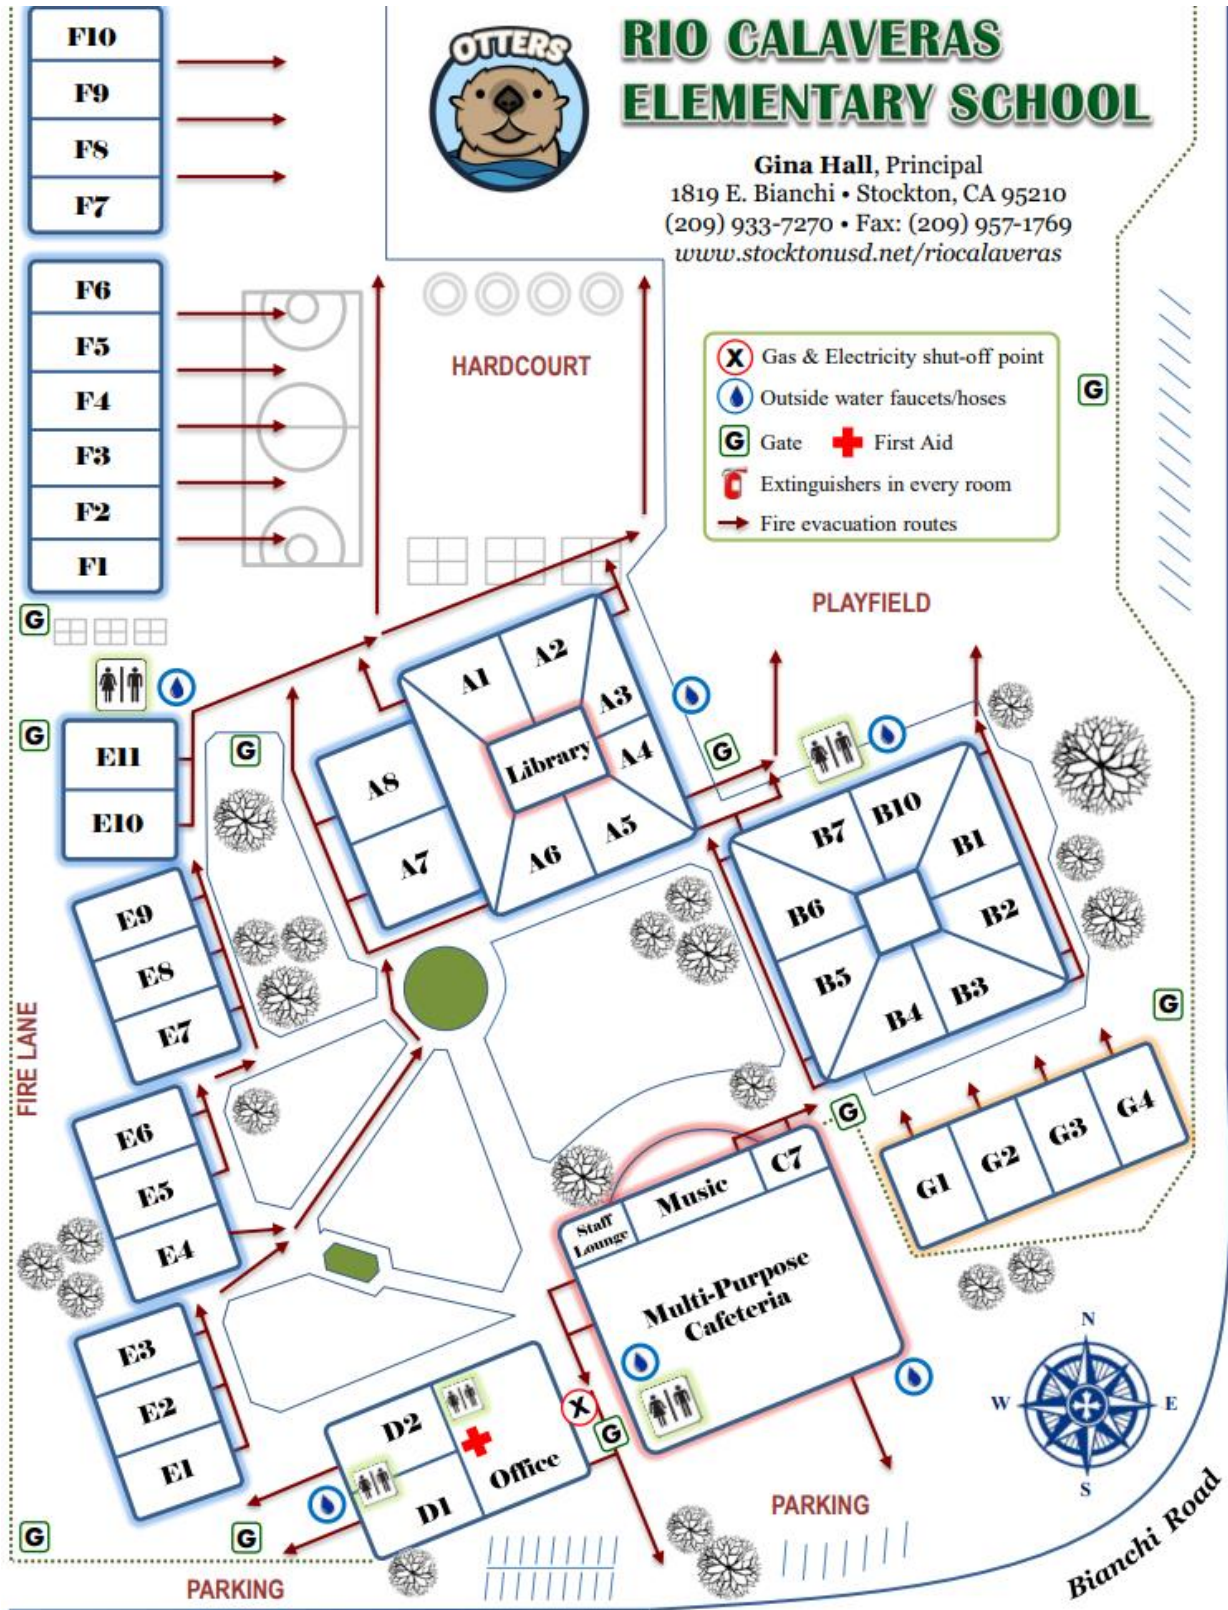 OTTERS
RIO CALAVERAS
ELEMENTARY SCHOOL
Gina Hall, Principal
1819 E. Bianchi • Stockton, CA 95210
(209) 933-7270 • Fax: (209) 957-1769
www.stocktonusd.net/riocalaveras
F10
F9
F8
F7
F6
F5
F4
F3
F2
F1
HARDCOURT
X Gas & Electricity shut-off point
Outside water faucets/hoses
G Gate First Aid
Extinguishers in every room
Fire evacuation routes
G
PLAYFIELD
G
G
E11
E10
G
A1
A2
A3
A4
A5
A6
A7
A8
Library
G
B7
B10
B1
B2
B3
B4
B5
B6
E9
E8
E7
FIRE LANE
E6
E5
E4
E3
E2
E1
G
G
G1
G2
G3
G4
C7
Music
Staff
Lounge
Multi-Purpose
Cafeteria
D2
D1
Office
X
G
G
G
N
W
E
S
PARKING
PARKING
Bianchi Road